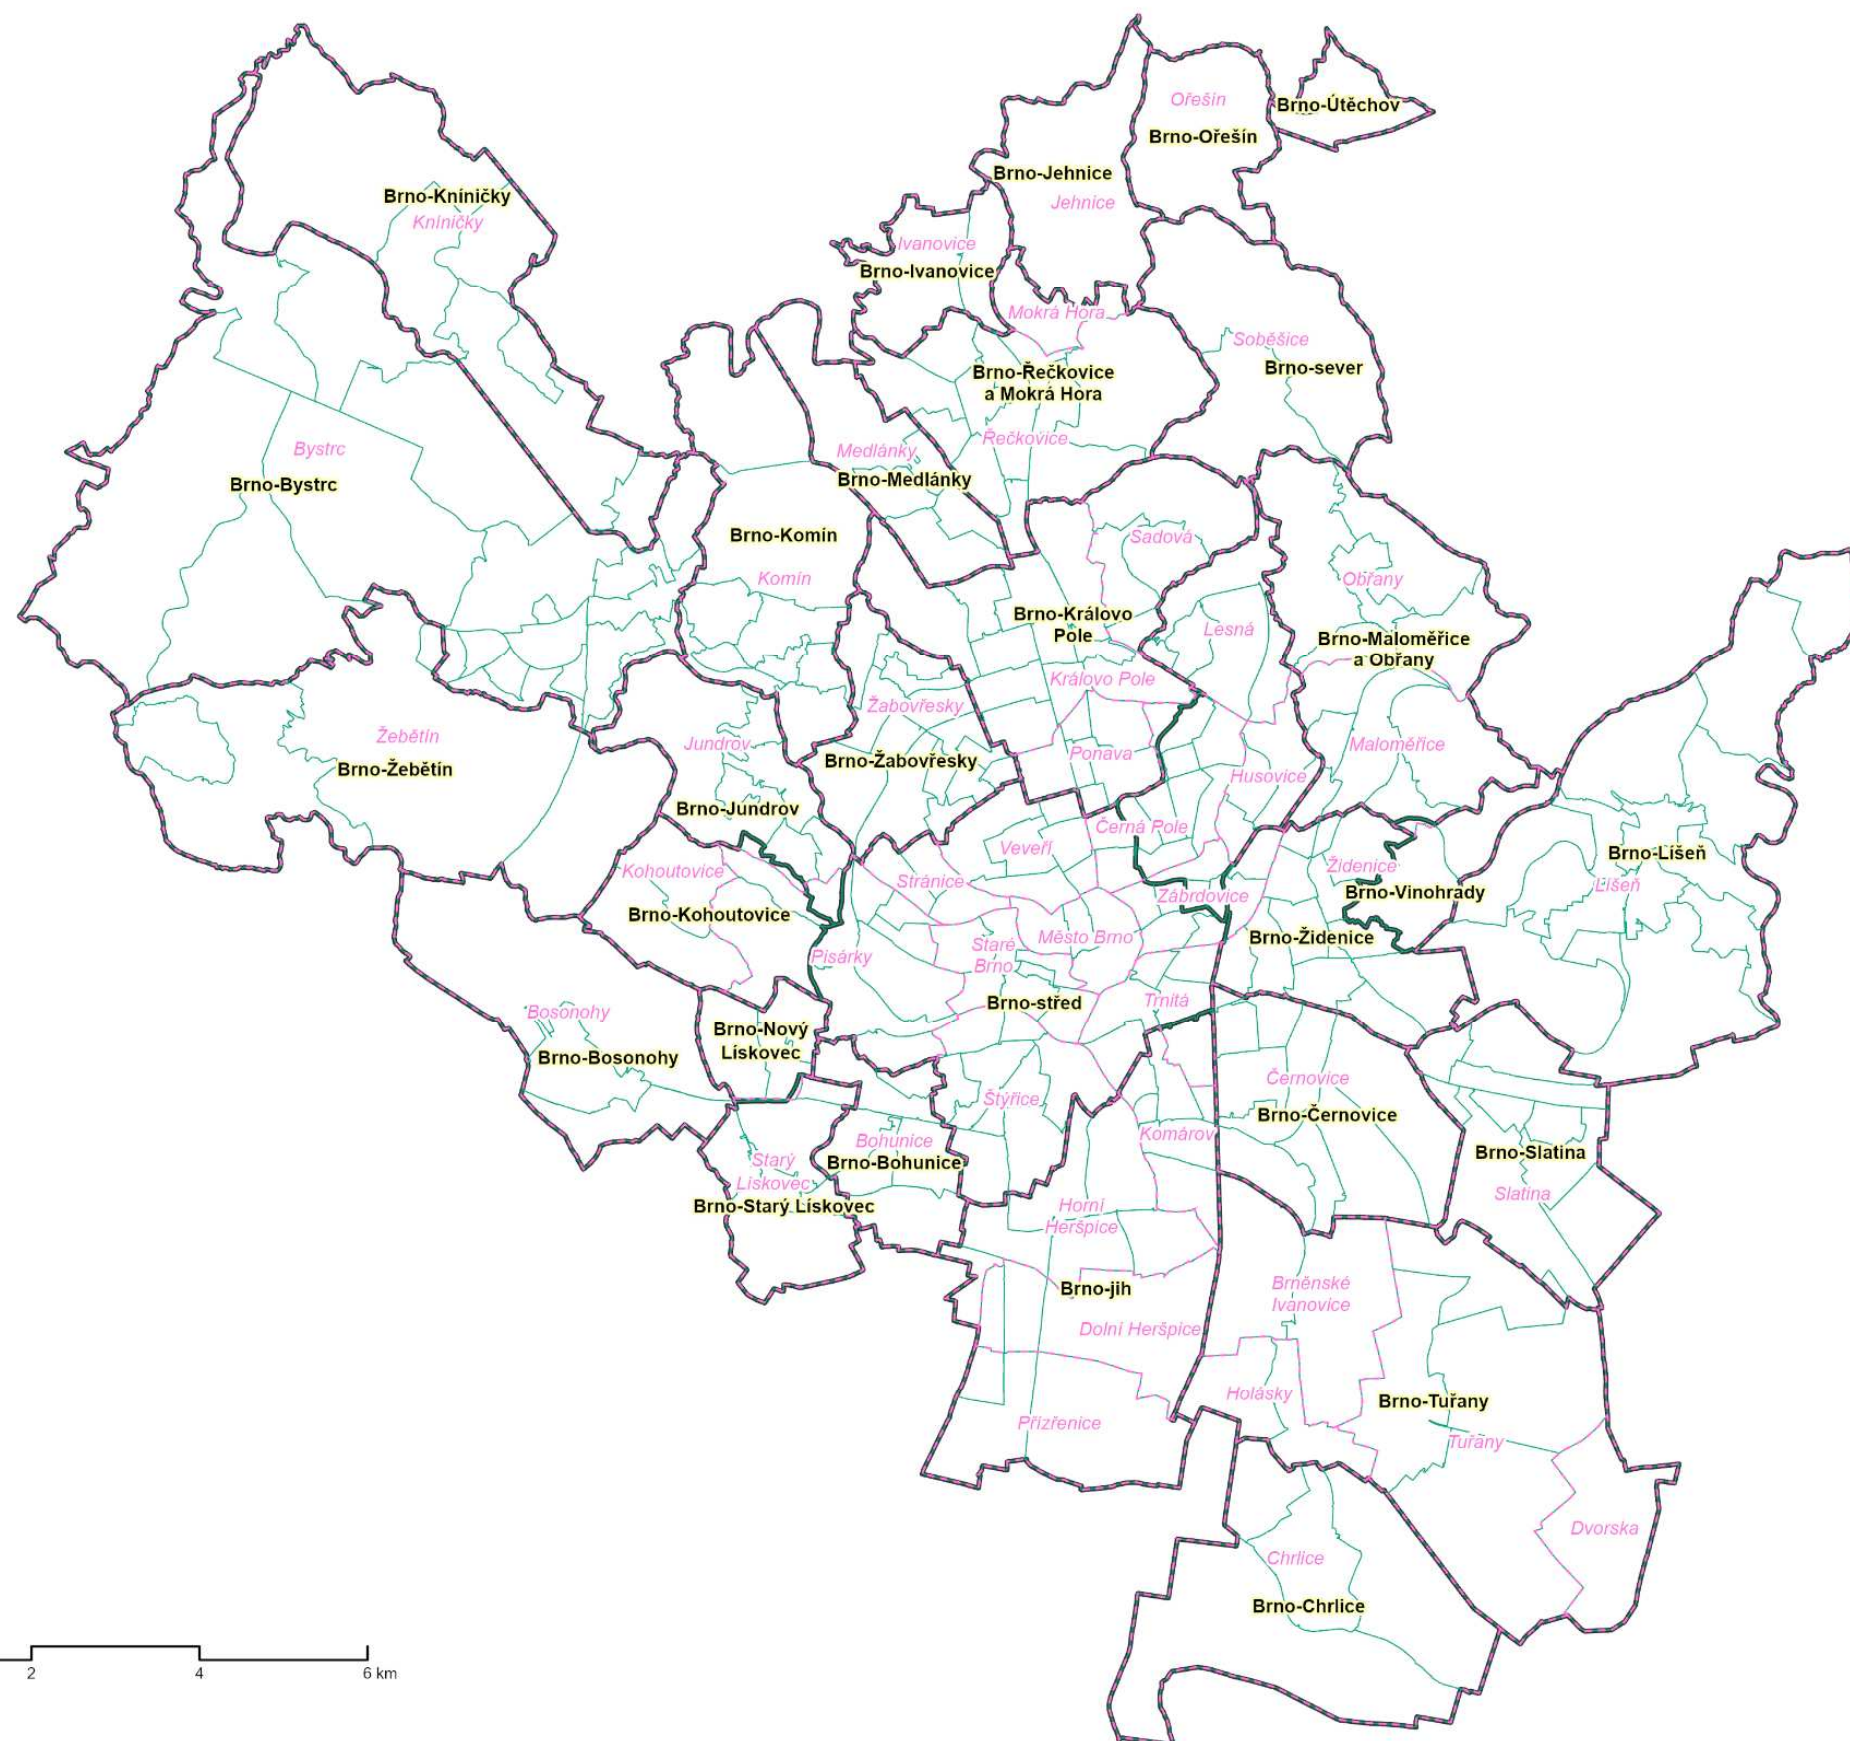 Ořešín
Brno-Útěchov
Brno-Ořešín
Brno-Jehnice
Jehnice
Brno-Kníničky
Kníničky
Ivanovice
Brno-Ivanovice
Mokrá Hora
Soběšice
Brno-sever
Brno-Řečkovice
a Mokrá Hora
Řečkovice
Bystrc
Brno-Bystrc
Medlánky
Brno-Medlánky
Brno-Komín
Komín
Sadová
Obřany
Brno-Královo
Pole
Lesná
Brno-Maloměřice
a Obřany
Královo Pole
Žabovřesky
Žebětín
Brno-Žebětín
Jundrov
Ponava
Maloměřice
Brno-Žabovřesky
Husovice
Brno-Jundrov
Černá Pole
Veveří
Brno-Líšeň
Líšeň
Kohoutovice
Stránice
Židenice
Brno-Vinohrady
Zábrdovice
Brno-Kohoutovice
Brno-Židenice
Město Brno
Staré
Brno
Pisárky
Brno-střed
Trnitá
Bosonohy
Brno-Nový
Lískovec
Brno-Bosonohy
Černovice
Štýřice
Brno-Černovice
Komárov
Bohunice
Brno-Bohunice
Brno-Slatina
Slatina
Starý
Lískovec
Brno-Starý Lískovec
Horní
Heršpice
Brno-jih
Brněnské
Ivanovice
Dolní Heršpice
Holásky
Brno-Tuřany
Tuřany
Přízřenice
Dvorska
Chrlice
Brno-Chrlice
2 4 6 km